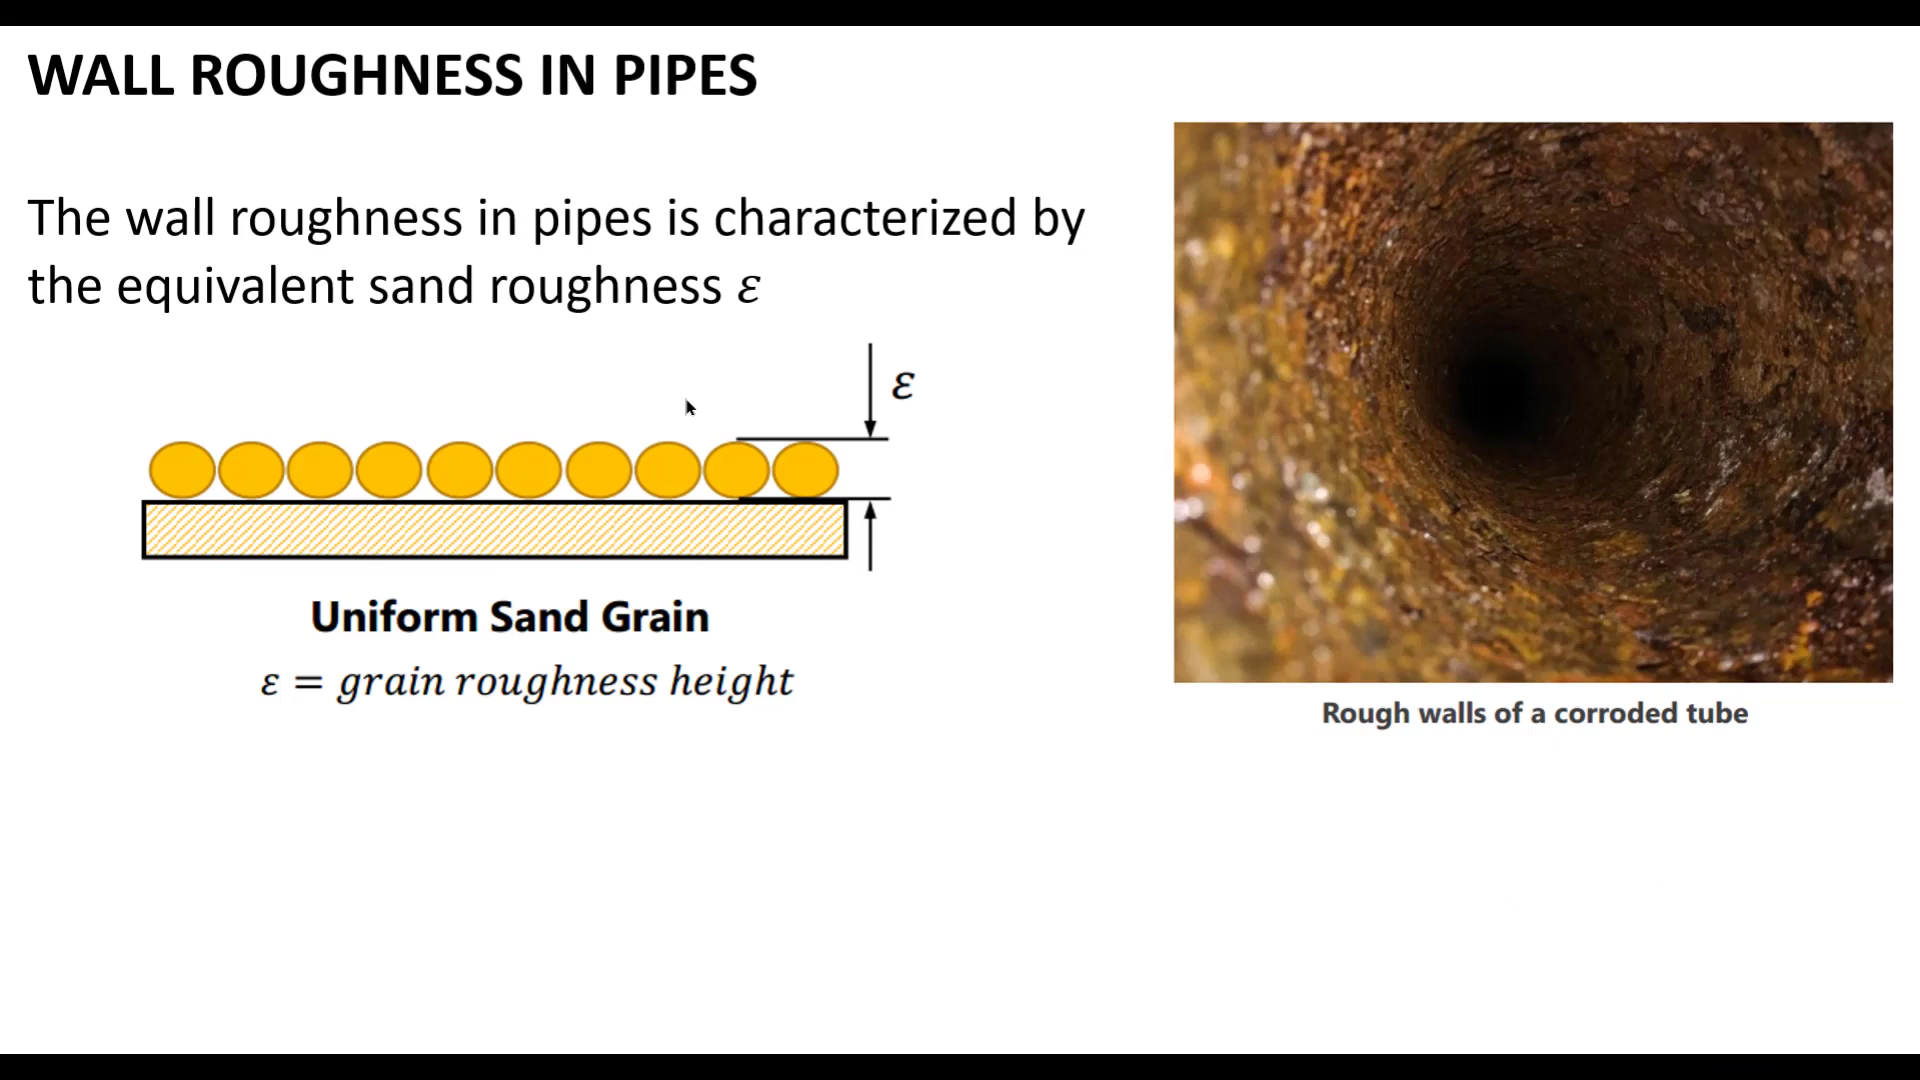 WALL ROUGHNESS IN PIPES
The wall roughness in pipes is characterized by
the equivalent sand roughness ε
ε
Uniform Sand Grain
ε = grain roughness height
Rough walls of a corroded tube